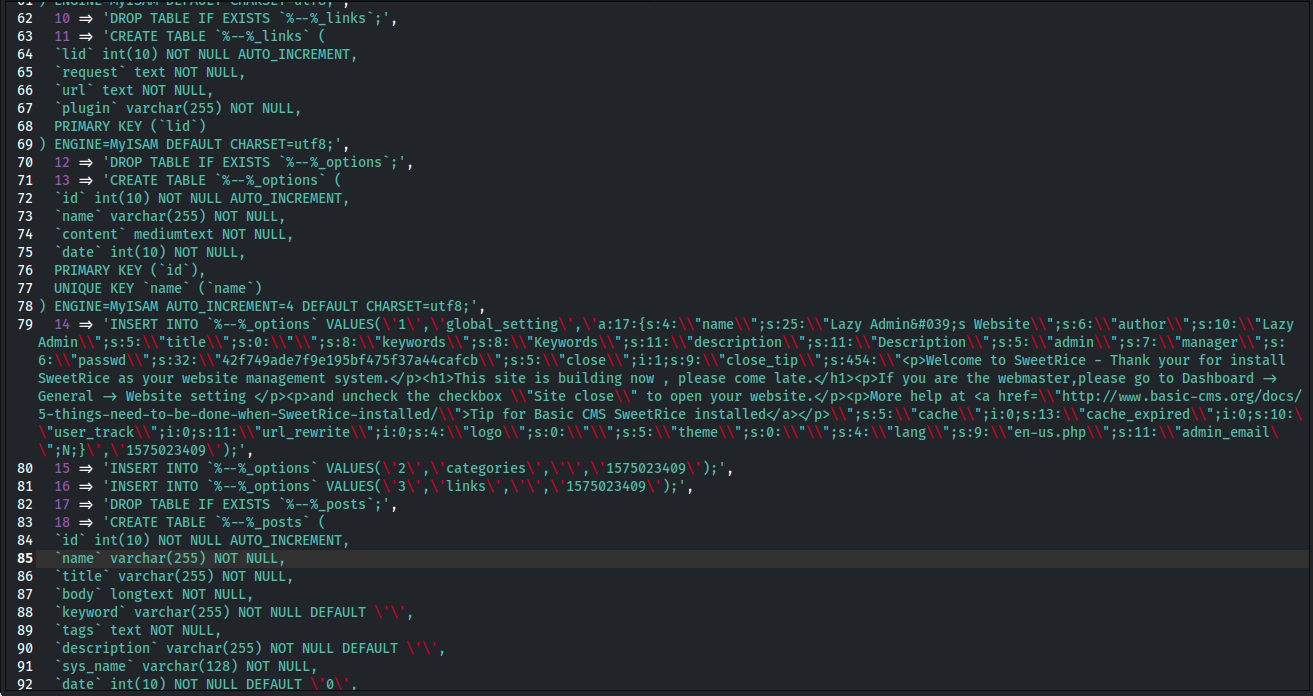 61 ) ENGINE=MyISAM DEFAULT CHARSET=utf8;',
62 10 => 'DROP TABLE IF EXISTS `%--%_links`;',
63 11 => 'CREATE TABLE `%--%_links` (
64 `lid` int(10) NOT NULL AUTO_INCREMENT,
65 `request` text NOT NULL,
66 `url` text NOT NULL,
67 `plugin` varchar(255) NOT NULL,
68 PRIMARY KEY (`lid`)
69 ) ENGINE=MyISAM DEFAULT CHARSET=utf8;',
70 12 => 'DROP TABLE IF EXISTS `%--%_options`;',
71 13 => 'CREATE TABLE `%--%_options` (
72 `id` int(10) NOT NULL AUTO_INCREMENT,
73 `name` varchar(255) NOT NULL,
74 `content` mediumtext NOT NULL,
75 `date` int(10) NOT NULL,
76 PRIMARY KEY (`id`),
77 UNIQUE KEY `name` (`name`)
78 ) ENGINE=MyISAM AUTO_INCREMENT=4 DEFAULT CHARSET=utf8;',
79 14 => 'INSERT INTO `%--%_options` VALUES(\'1\',\'global_setting\',\'a:17:{s:4:\\"name\\";s:25:\\"Lazy Admin&#039;s Website\\";s:6:\\"author\\";s:10:\\"Lazy
Admin\\";s:5:\\"title\\";s:0:\\"\\";s:8:\\"keywords\\";s:8:\\"Keywords\\";s:11:\\"description\\";s:11:\\"Description\\";s:5:\\"admin\\";s:7:\\"manager\\";s:
6:\\"passwd\\";s:32:\\"42f749ade7f9e195bf475f37a44cafcb\\";s:5:\\"close\\";i:1;s:9:\\"close_tip\\";s:454:\\"<p>Welcome to SweetRice - Thank your for install
SweetRice as your website management system.</p><h1>This site is building now , please come late.</h1><p>If you are the webmaster,please go to Dashboard ->
General -> Website setting </p><p>and uncheck the checkbox \\"Site close\\" to open your website.</p><p>More help at <a href=\\"http://www.basic-cms.org/docs/
5-things-need-to-be-done-when-SweetRice-installed/\\">Tip for Basic CMS SweetRice installed</a></p>\\";s:5:\\"cache\\";i:0;s:13:\\"cache_expired\\";i:0;s:10:\
\"user_track\\";i:0;s:11:\\"url_rewrite\\";i:0;s:4:\\"logo\\";s:0:\\"\\";s:5:\\"theme\\";s:0:\\"\\";s:4:\\"lang\\";s:9:\\"en-us.php\\";s:11:\\"admin_email\
\";N;}\',\'1575023409\');',
80 15 => 'INSERT INTO `%--%_options` VALUES(\'2\',\'categories\',\'\',\'1575023409\');',
81 16 => 'INSERT INTO `%--%_options` VALUES(\'3\',\'links\',\'\',\'1575023409\');',
82 17 => 'DROP TABLE IF EXISTS `%--%_posts`;',
83 18 => 'CREATE TABLE `%--%_posts` (
84 `id` int(10) NOT NULL AUTO_INCREMENT,
85 `name` varchar(255) NOT NULL,
86 `title` varchar(255) NOT NULL,
87 `body` longtext NOT NULL,
88 `keyword` varchar(255) NOT NULL DEFAULT \'\',
89 `tags` text NOT NULL,
90 `description` varchar(255) NOT NULL DEFAULT \'\',
91 `sys_name` varchar(128) NOT NULL,
92 `date` int(10) NOT NULL DEFAULT \'0\',